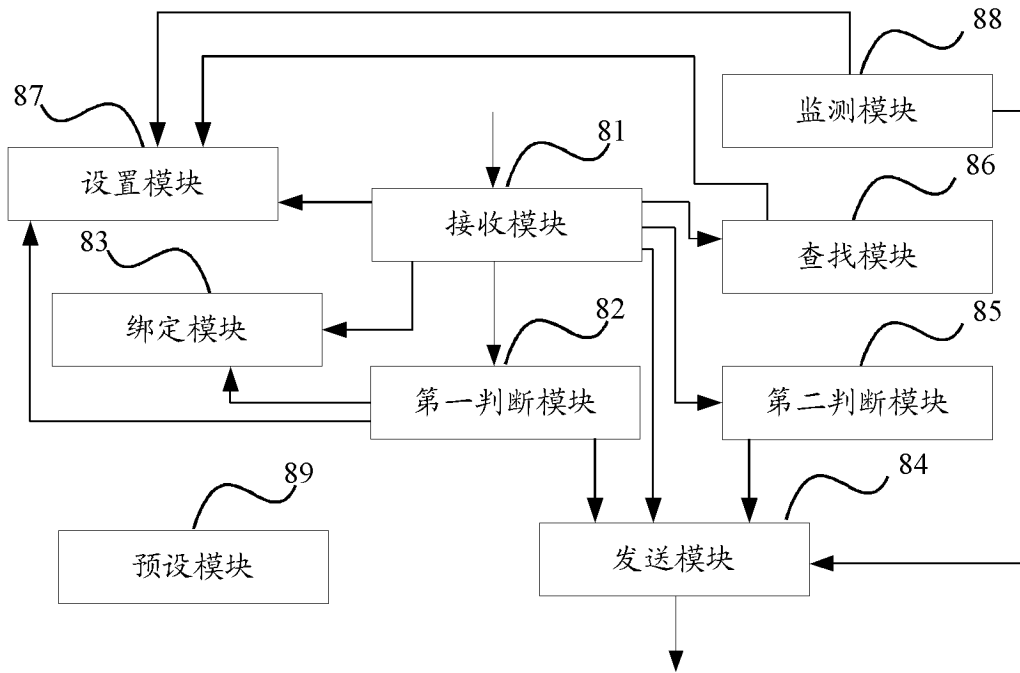 88
监测模块
87
设置模块
81
接收模块
86
查找模块
83
绑定模块
82
第一判断模块
85
第二判断模块
89
预设模块
84
发送模块